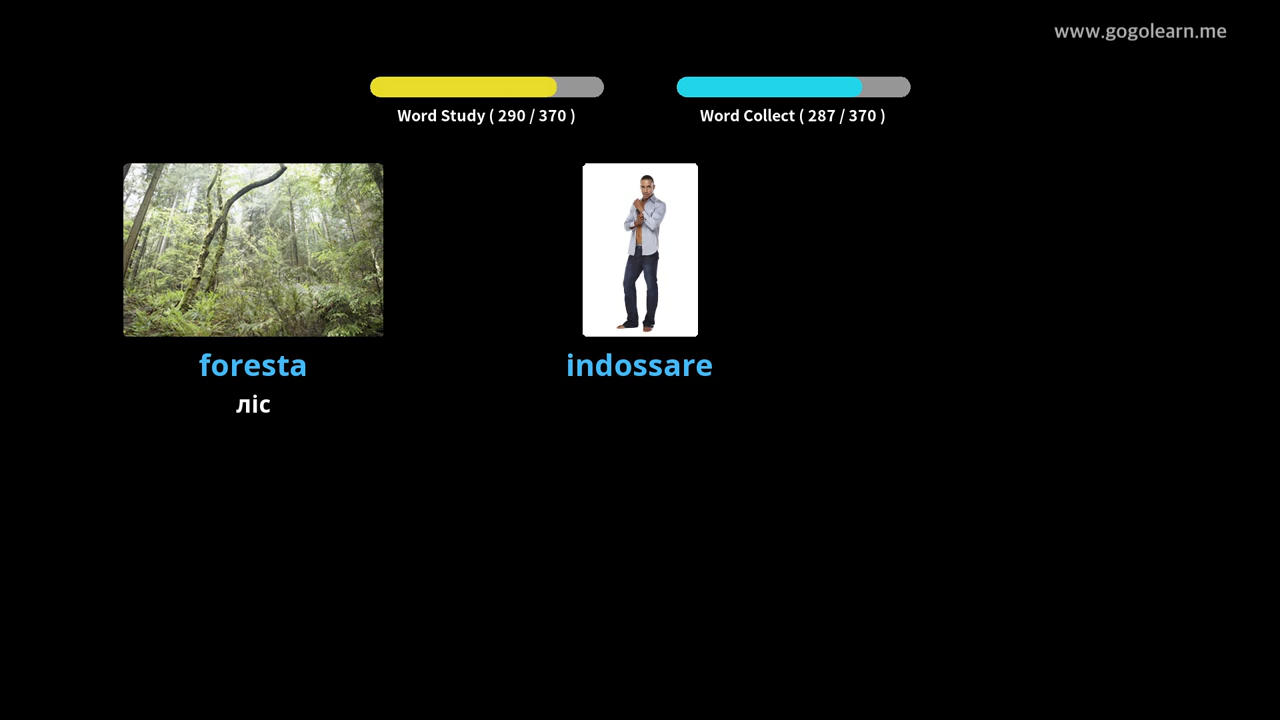 www.gogolearn.me
Word Study ( 290 / 370 )
Word Collect ( 287 / 370 )
foresta
ліс
indossare